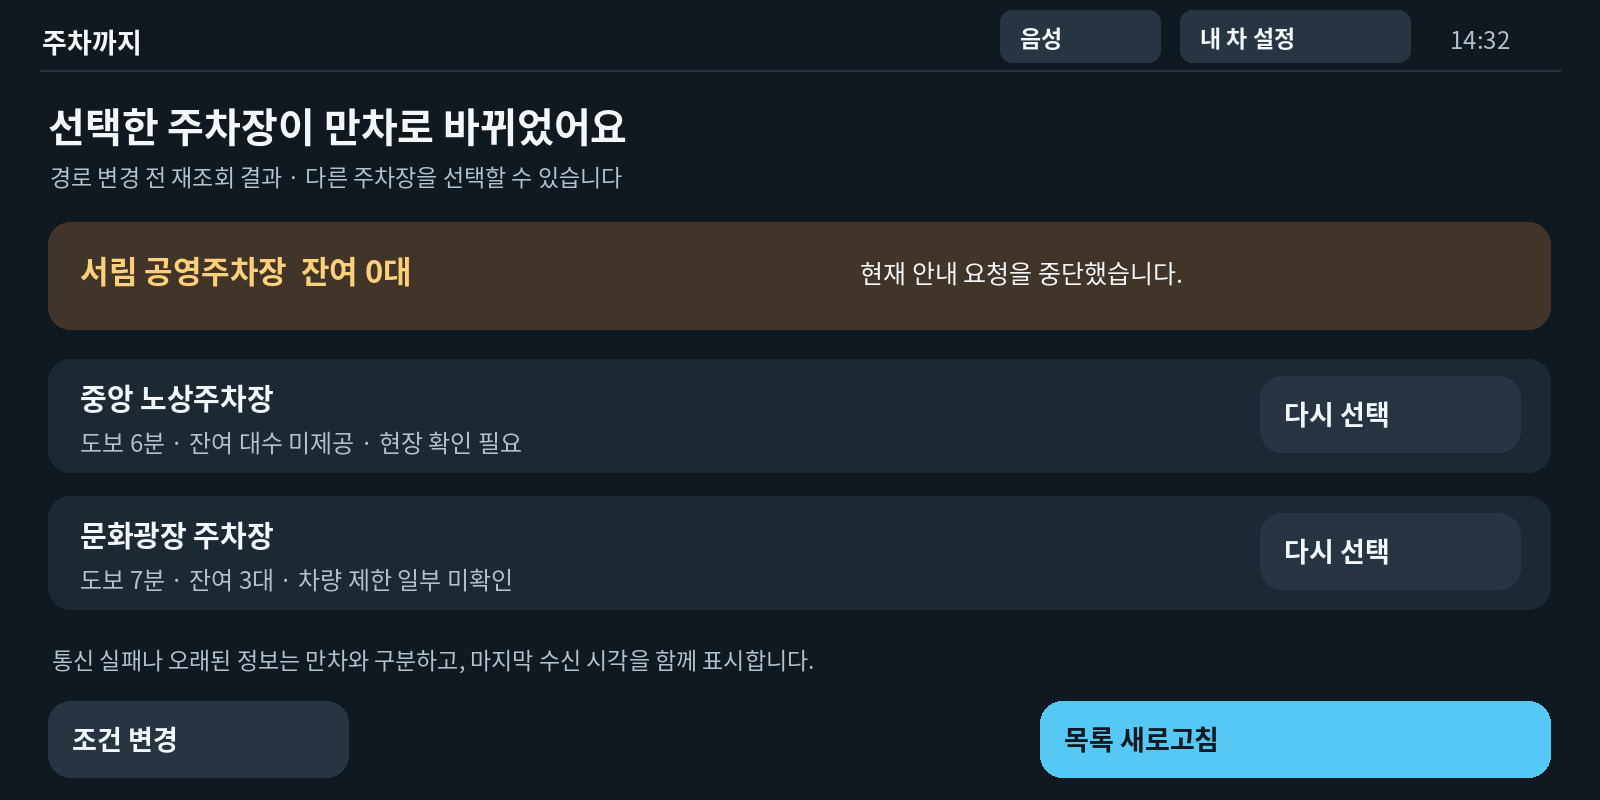 주차까지
음성
내 차 설정
14:32
선택한 주차장이 만차로 바뀌었어요
경로 변경 전 재조회 결과 · 다른 주차장을 선택할 수 있습니다
서림 공영주차장 잔여 0대
현재 안내 요청을 중단했습니다.
중앙 노상주차장
도보 6분 · 잔여 대수 미제공 · 현장 확인 필요
다시 선택
문화광장 주차장
도보 7분 · 잔여 3대 · 차량 제한 일부 미확인
다시 선택
통신 실패나 오래된 정보는 만차와 구분하고, 마지막 수신 시각을 함께 표시합니다.
조건 변경
목록 새로고침